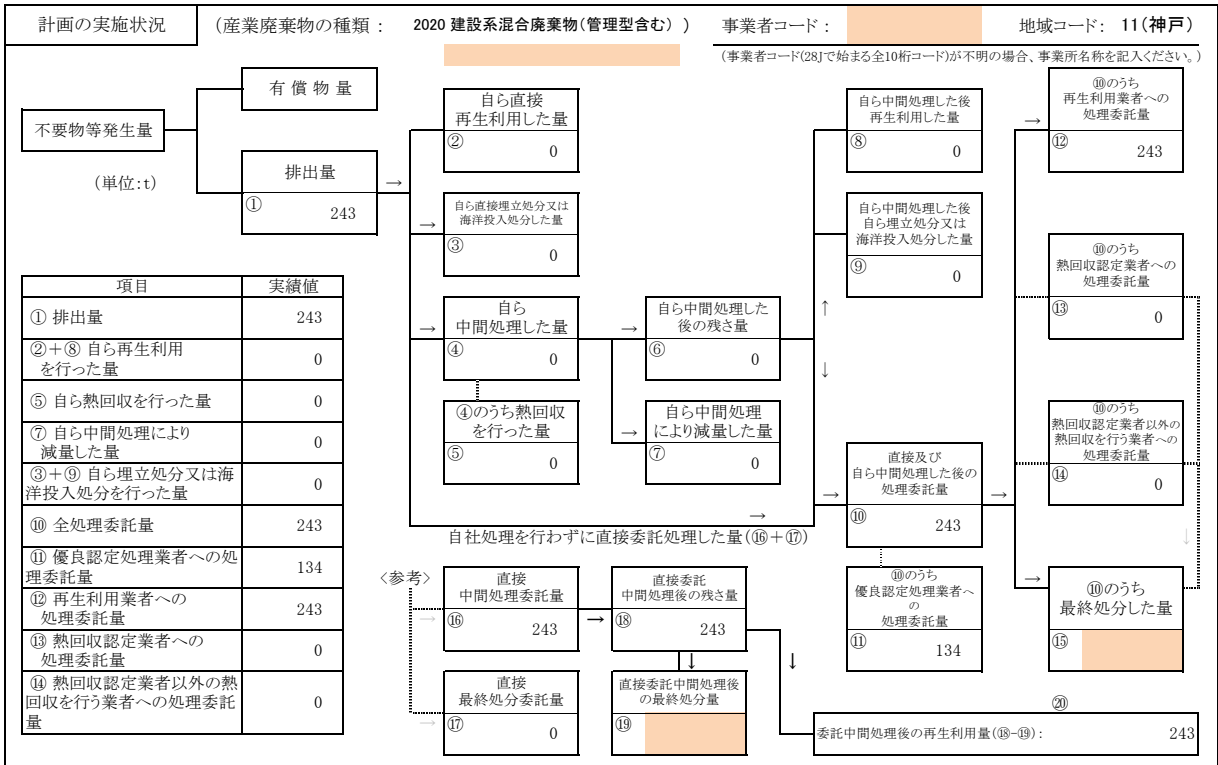 計画の実施状況
(産業廃棄物の種類：
2020 建設系混合廃棄物(管理型含む)
)
事業者コード：
地域コード： 11(神戸)
(事業者コード(28Jで始まる全10桁コード)が不明の場合、事業所名称を記入ください。)
不要物等発生量
(単位:t)
有償物量
排出量
①
243
→
自ら直接
再生利用した量
②
0
→
自ら直接埋立処分又は
海洋投入処分した量
③
0
→
自ら
中間処理した量
④
0
④のうち熱回収
を行った量
⑤
0
→
自ら中間処理した
後の残さ量
⑥
0
→
自ら中間処理
により減量した量
⑦
0
自ら中間処理した後
再生利用した量
⑧
0
自ら中間処理した後
自ら埋立処分又は
海洋投入処分した量
⑨
0
↑
↓
→
直接及び
自ら中間処理した後の
処理委託量
⑩
243
→
⑩のうち
優良認定処理業者へ
の
処理委託量
⑪
134
→
⑩のうち
再生利用業者への
処理委託量
⑫
243
⑩のうち
熱回収認定業者への
処理委託量
⑬
0
⑩のうち
熱回収認定業者以外の
熱回収を行う業者への
処理委託量
⑭
0
↓
→
⑩のうち
最終処分した量
⑮
項目 実績値
① 排出量 243
②＋⑧ 自ら再生利用
を行った量
0
⑤ 自ら熱回収を行った量 0
⑦ 自ら中間処理により
減量した量
0
③＋⑨ 自ら埋立処分又は海
洋投入処分を行った量
0
⑩ 全処理委託量 243
⑪ 優良認定処理業者への処
理委託量
134
⑫ 再生利用業者への
処理委託量
243
⑬ 熱回収認定業者への
処理委託量
0
⑭ 熱回収認定業者以外の熱
回収を行う業者への処理委託
量
0
→
自社処理を行わずに直接委託処理した量(⑯＋⑰)
〈参考〉
→
直接
中間処理委託量
⑯
243
→
直接委託
中間処理後の残さ量
⑱
243
↓
↓
→
直接
最終処分委託量
⑰
0
直接委託中間処理後
の最終処分量
⑲
⑳
委託中間処理後の再生利用量(⑱-⑲)： 243